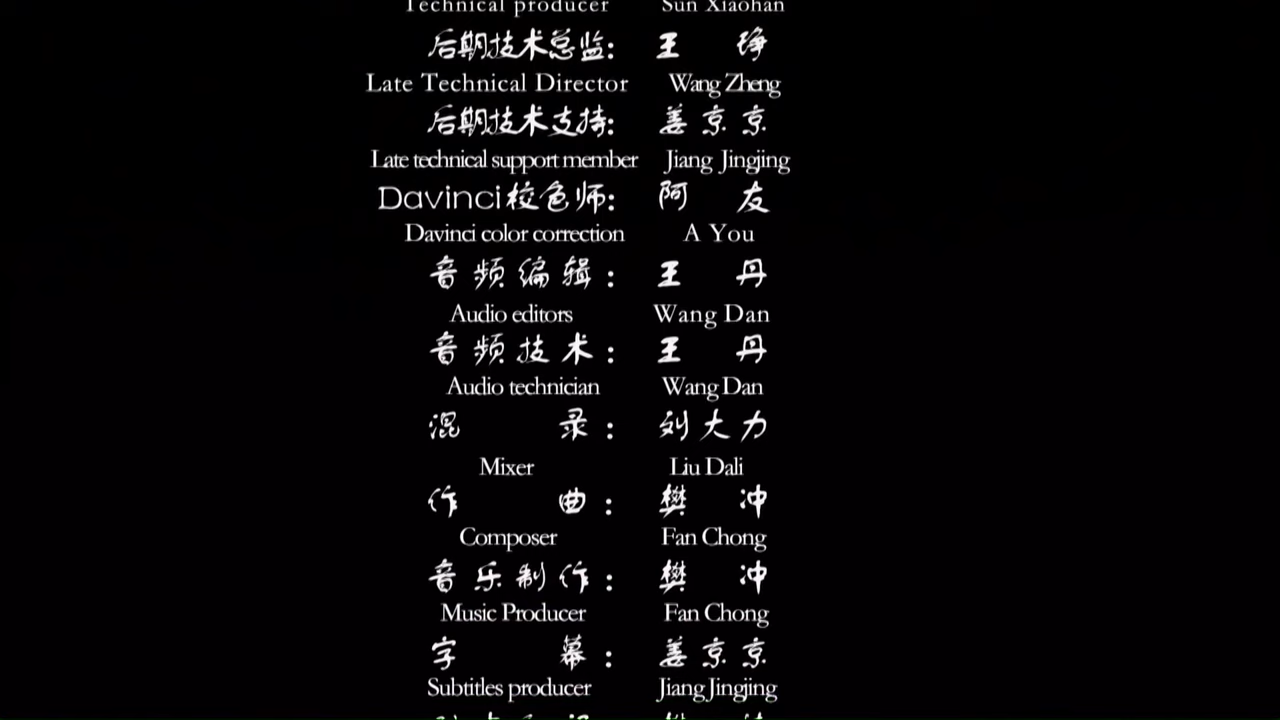 Technical producer Sun Xiaohan
后期技术总监: 王 琤
Late Technical Director Wang Zheng
后期技术支持: 姜京京
Late technical support member Jiang Jingjing
Davinci校色师: 阿 友
Davinci color correction A You
音频编辑: 王 丹
Audio editors Wang Dan
音频技术: 王 丹
Audio technician Wang Dan
混 录: 刘大力
Mixer Liu Dali
作 曲: 樊 冲
Composer Fan Chong
音乐制作: 樊 冲
Music Producer Fan Chong
字 幕: 姜京京
Subtitles producer Jiang Jingjing